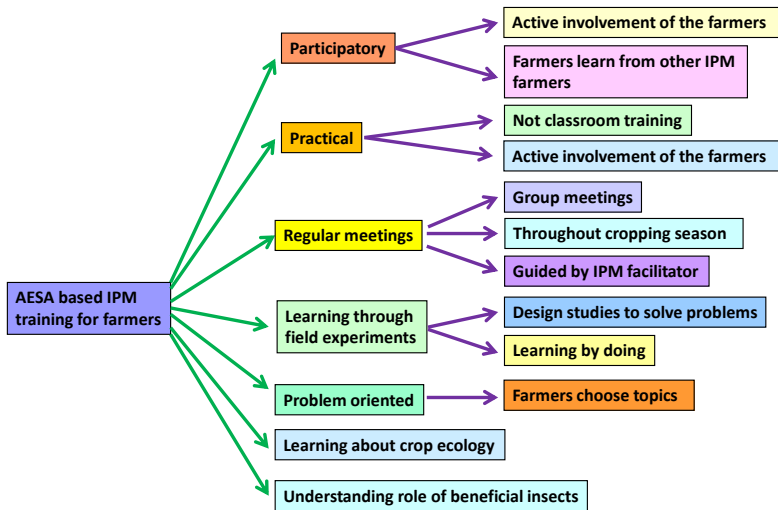 Active involvement of the farmers
Participatory
Farmers learn from other IPM
farmers
Not classroom training
Practical
Active involvement of the farmers
Group meetings
Regular meetings
Throughout cropping season
Guided by IPM facilitator
AESA based IPM
training for farmers
Learning through
field experiments
Design studies to solve problems
Learning by doing
Problem oriented
Farmers choose topics
Learning about crop ecology
Understanding role of beneficial insects